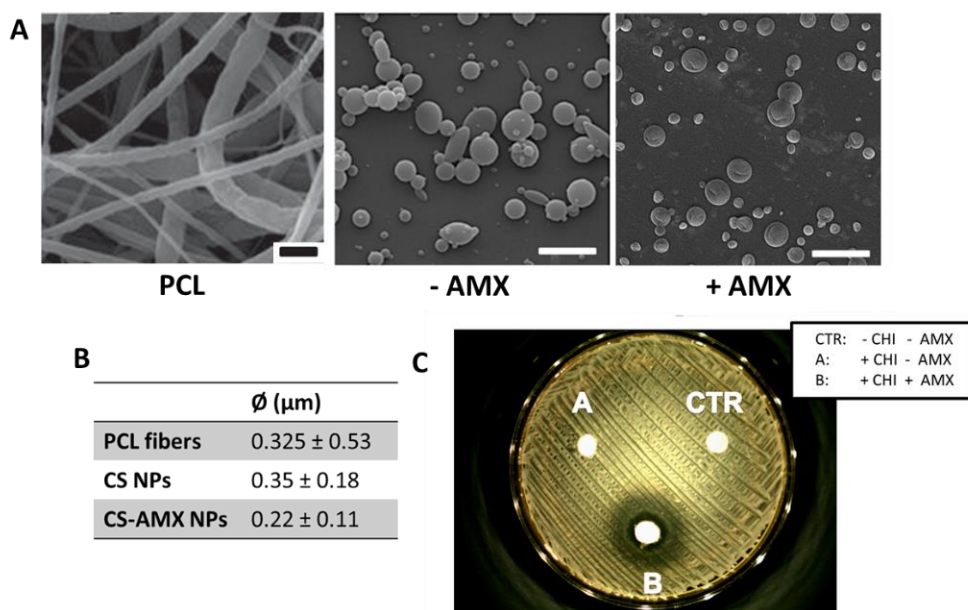 A
PCL
- AMX
+ AMX
B
Ø (μm)
PCL fibers 0.325 ± 0.53
CS NPs 0.35 ± 0.18
CS-AMX NPs 0.22 ± 0.11
C
CTR: - CHI - AMX
A: + CHI - AMX
B: + CHI + AMX
A
CTR
B